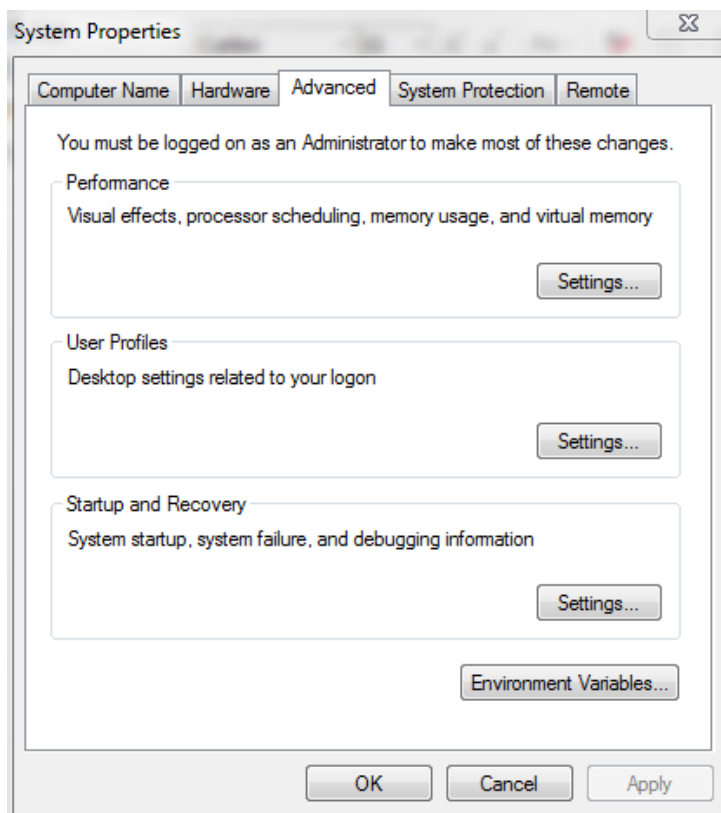 System Properties
Computer Name Hardware Advanced System Protection Remote
You must be logged on as an Administrator to make most of these changes.
Performance
Visual effects, processor scheduling, memory usage, and virtual memory
Settings...
User Profiles
Desktop settings related to your logon
Settings...
Startup and Recovery
System startup, system failure, and debugging information
Settings...
Environment Variables...
OK Cancel Apply